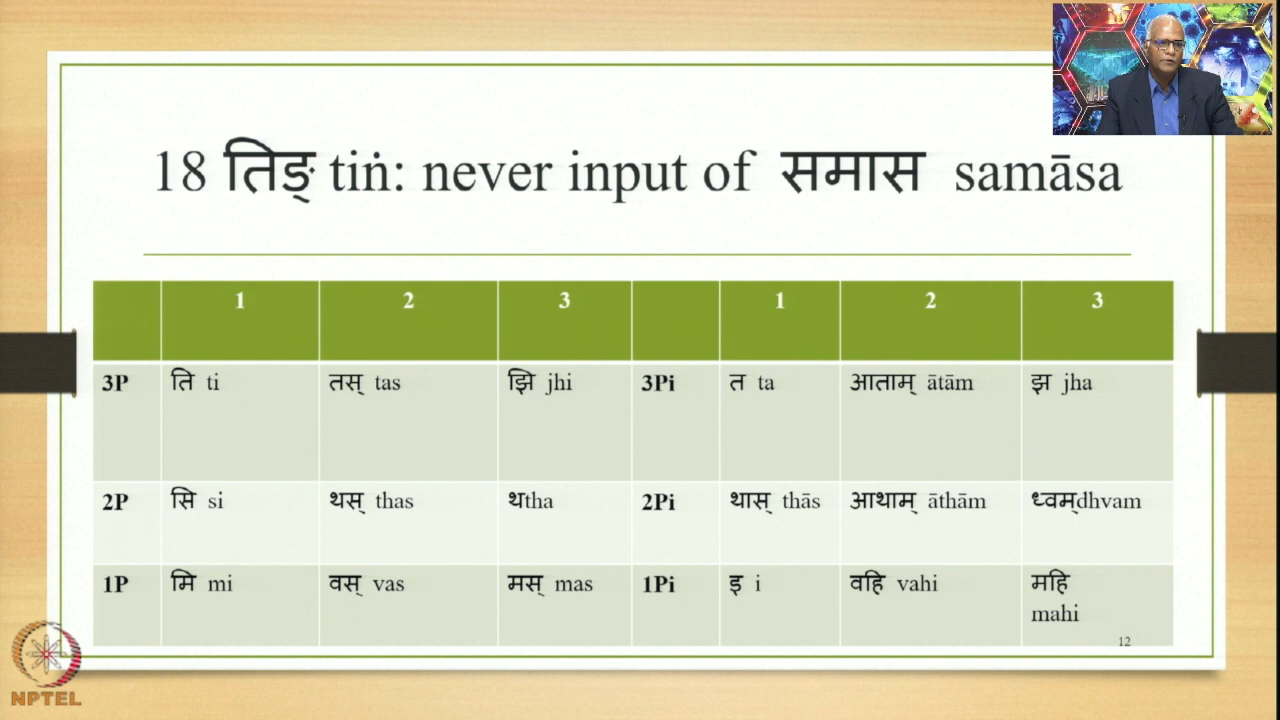 18 तिङ् tiṅ: never input of समास samāsa
1 2 3 1 2 3
3P ति ti तस् tas झि jhi 3Pi त ta आताम् ātām झ jha
2P सि si थस् thas थtha 2Pi थास् thās आथाम् āthām ध्वम्dhvam
1P मि mi वस् vas मस् mas 1Pi इ i वहि vahi महि
mahi
12
NPTEL